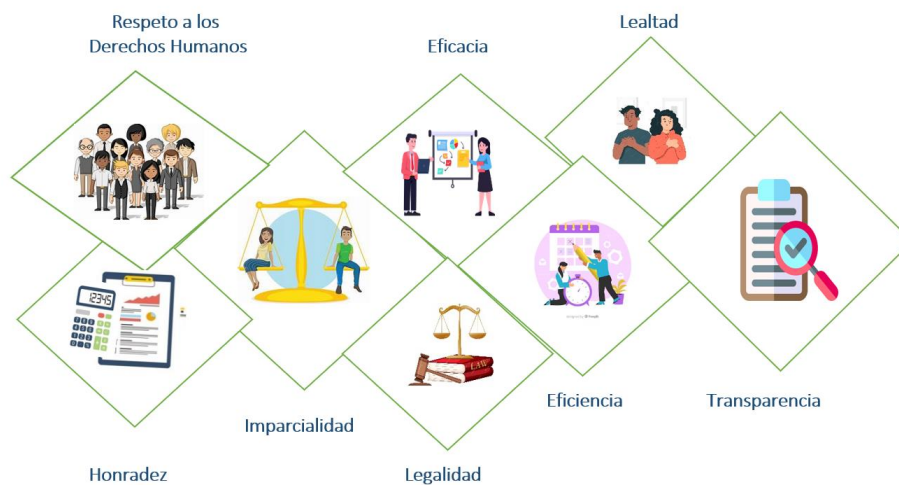 Respeto a los
Derechos Humanos
Eficacia
Lealtad
12345
LAW
Eficiencia
Transparencia
Imparcialidad
Honradez
Legalidad